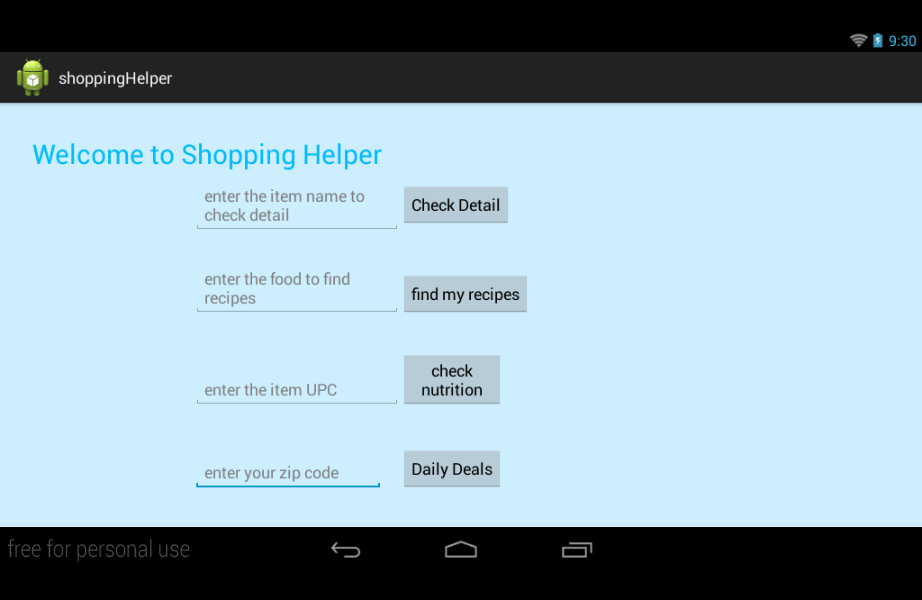 9:30
shoppingHelper
Welcome to Shopping Helper
enter the item name to
check detail
Check Detail
enter the food to find
recipes
find my recipes
enter the item UPC
check
nutrition
enter your zip code
Daily Deals
free for personal use